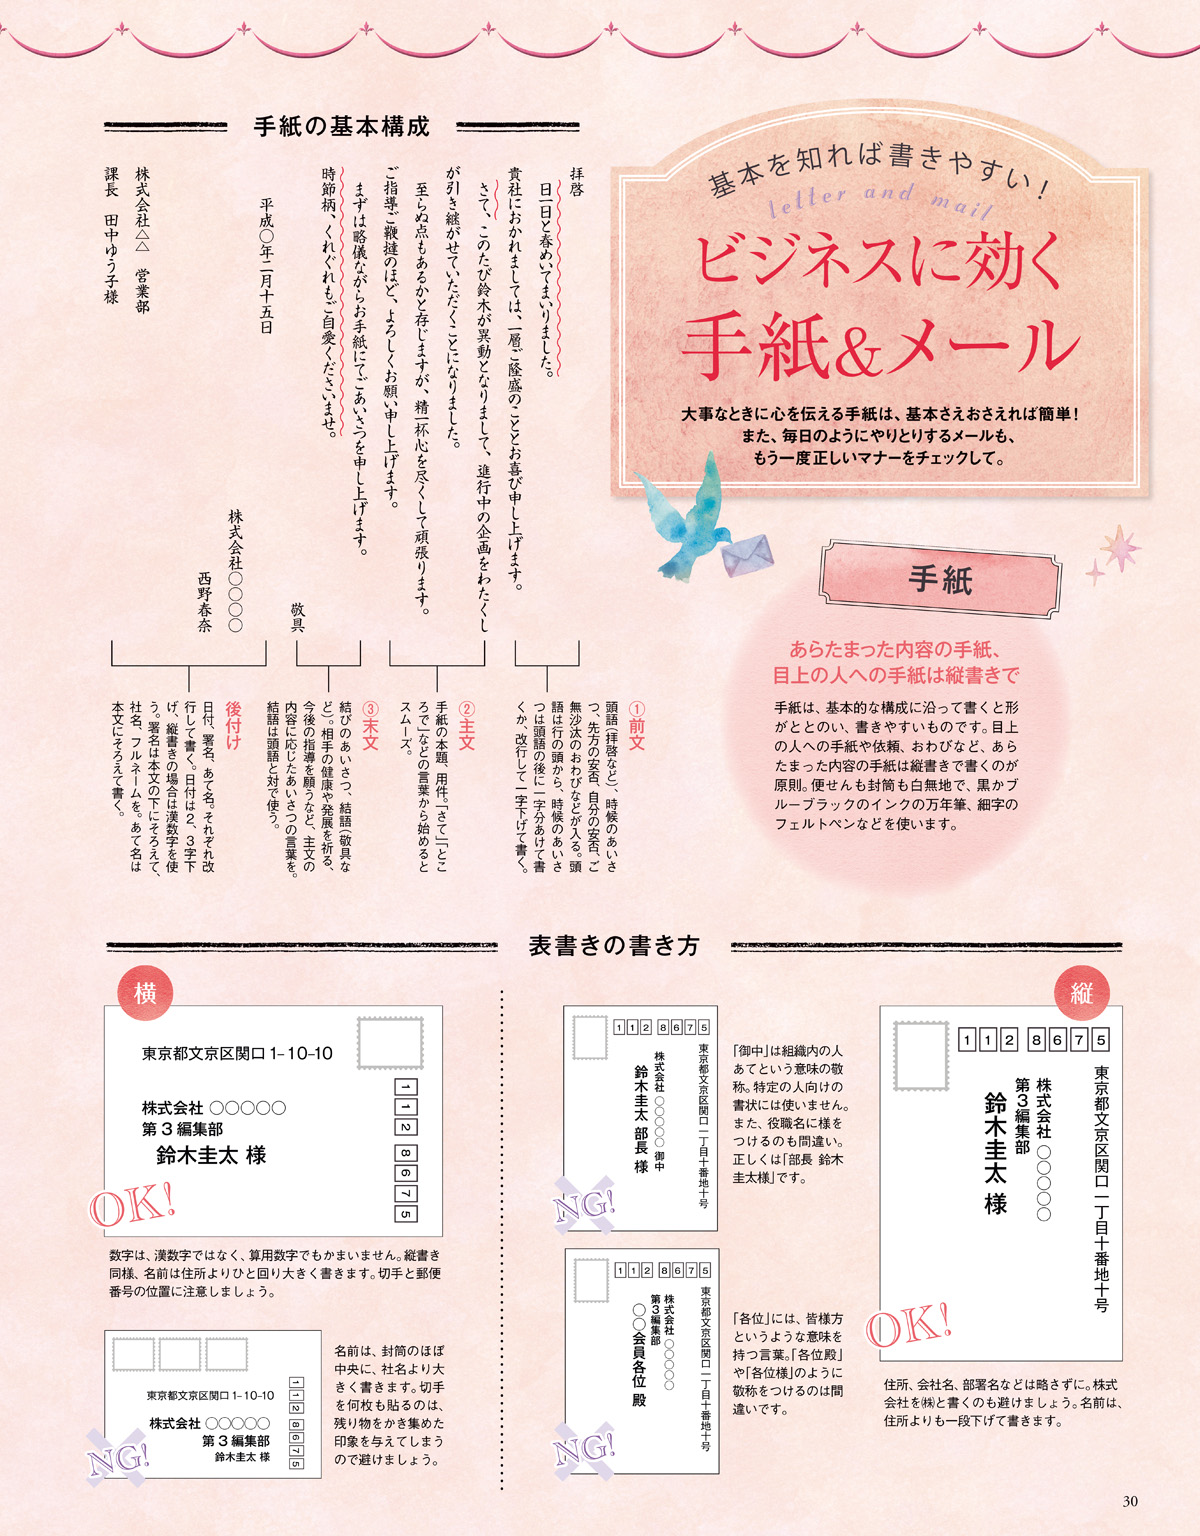 基本を知れば書きやすい！
letter and mail
ビジネスに効く
手紙&メール
大事なときに心を伝える手紙は、基本さえおさえれば簡単！
また、毎日のようにやりとりするメールも、
もう一度正しいマナーをチェックして。
手紙
あらたまった内容の手紙、
目上の人への手紙は縦書きで
手紙は、基本的な構成に沿って書くと形
がととのい、書きやすいものです。目上
の人への手紙や依頼、おわびなど、あら
たまった内容の手紙は縦書きで書くのが
原則。便せんも封筒も白無地で、黒かブ
ルーブラックのインクの万年筆、細字の
フェルトペンなどを使います。
手紙の基本構成
拝啓
日一日と春めいてまいりました。
貴社におかれましては、一層ご隆盛のこととお喜び申し上げます。
さて、このたび鈴木が異動となりまして、進行中の企画をわたくし
が引き継がせていただくことになりました。
至らぬ点もあるかと存じますが、精一杯心を尽くして頑張ります。
ご指導ご鞭撻のほど、よろしくお願い申し上げます。
まずは略儀ながらお手紙にてごあいさつを申し上げます。
時節柄、くれぐれもご自愛くださいませ。
敬具
平成〇年二月十五日
株式会社〇〇〇〇
西野春奈
株式会社△△ 営業部
課長 田中ゆう子様
①前文
頭語（拝啓など）、時候のあいさ
つ、先方の安否、自分の安否、ご
無沙汰のおわびなどが入る。頭
語は行の頭から、時候のあいさ
つは頭語の後に一字分あけて書
くか、改行して一字下げて書く。
②主文
手紙の本題、用件。「さて」「とこ
ろで」などの言葉から始めると
スムーズ。
③末文
結びのあいさつ、結語（敬具な
ど）。相手の健康や発展を祈る、
今後の指導を願うなど、主文の
内容に応じたあいさつの言葉を。
結語は頭語と対で使う。
後付け
日付、署名、あて名。それぞれ改
行して書く。日付は2、3字下
げ、縦書きの場合は漢数字を使
う。署名は本文の下にそろえて、
社名、フルネームを。あて名は
本文にそろえて書く。
表書きの書き方
縦
112 8675
東京都文京区関口一丁目十番地十号
株式会社〇〇〇〇〇
第3編集部
鈴木圭太 様
OK!
住所、会社名、部署名などは略さずに。株式
会社を㈱と書くのも避けましょう。名前は、
住所よりも一段下げて書きます。
112 8675
東京都文京区関口一丁目十番地十号
株式会社〇〇〇〇〇 御中
鈴木圭太 部長 様
NG!
「御中」は組織内の人
あてという意味の敬
称。特定の人向けの
書状には使いません。
また、役職名に様を
つけるのも間違い。
正しくは「部長 鈴木
圭太様」です。
112 8675
東京都文京区関口一丁目十番地十号
株式会社〇〇〇〇〇
第3編集部
〇〇会員各位 殿
NG!
「各位」には、皆様方
というような意味を
持つ言葉。「各位殿」
や「各位様」のように
敬称をつけるのは間
違いです。
横
東京都文京区関口1-10-10
株式会社 〇〇〇〇〇
第3編集部
鈴木圭太 様
112 8675
OK!
数字は、漢数字ではなく、算用数字でもかまいません。縦書き
同様、名前は住所よりひと回り大きく書きます。切手と郵便
番号の位置に注意しましょう。
東京都文京区関口1-10-10
株式会社 〇〇〇〇〇
第3編集部
鈴木圭太 様
112 8675
NG!
名前は、封筒のほぼ
中央に、社名より大
きく書きます。切手
を何枚も貼るのは、
残り物をかき集めた
印象を与えてしまう
ので避けましょう。
30